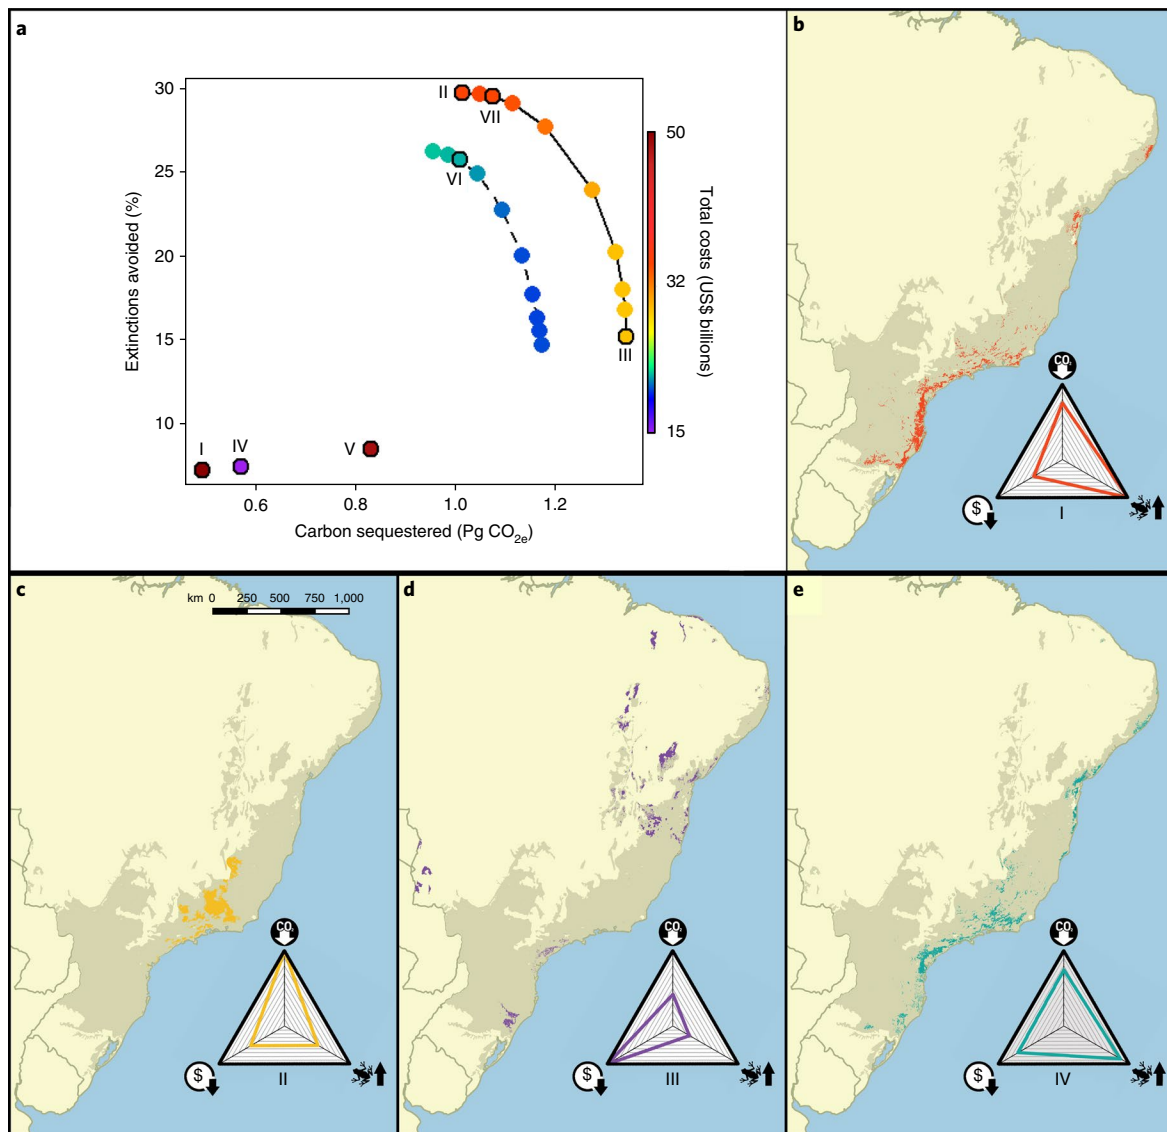 a
30
25
20
15
10
0.6
0.8
1.0
1.2
Extinctions avoided (%)
Carbon sequestered (Pg CO2e)
II
VII
VI
III
I
IV
V
50
32
15
Total costs (US$ billions)
b
CO2
$
I
c
km 0 250 500 750 1,000
CO2
$
II
d
CO2
$
III
e
CO2
$
IV